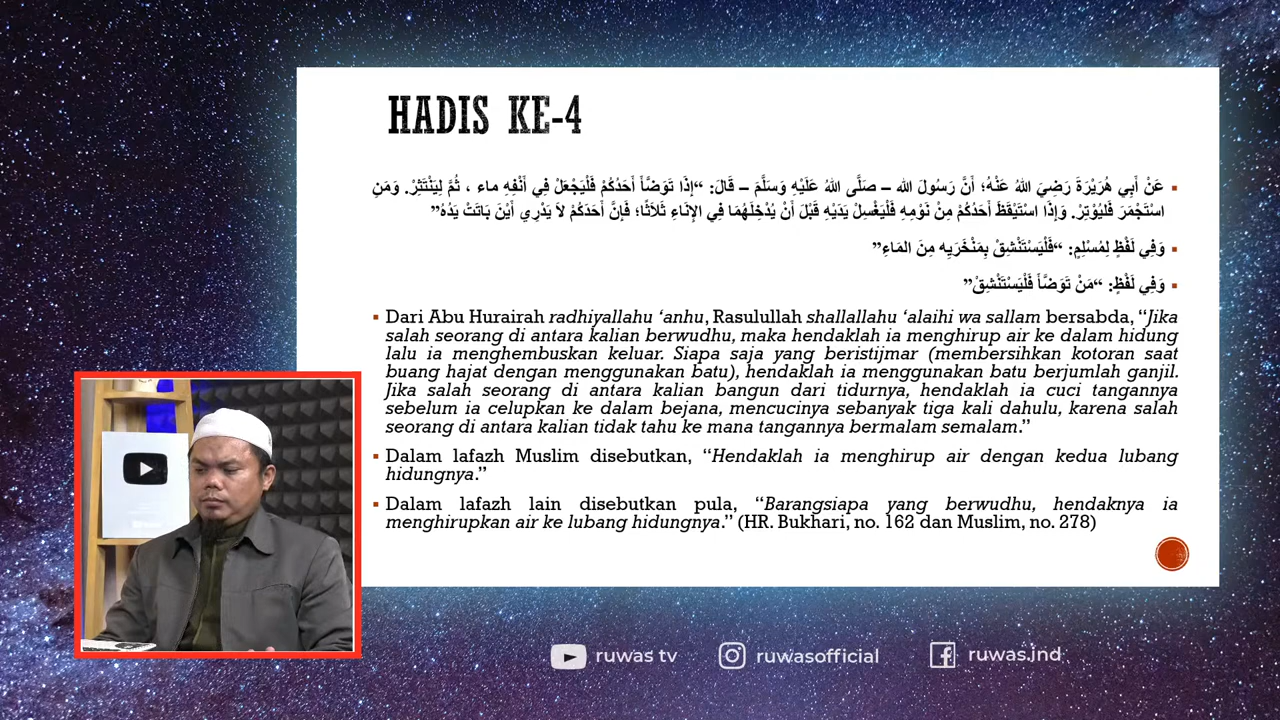 HADIS KE-4
عَنْ أَبِي هُرَيْرَةَ رَضِيَ اللهُ عَنْهُ؛ أَنَّ رَسُولَ الله – صَلَّى اللهُ عَلَيْهِ وَسَلَّمَ – قَالَ: “إِذَا تَوَضَّأَ أَحَدُكُمْ فَلْيَجْعَلْ فِي أَنْفِهِ ماء ، ثُمَّ لِيَنْتَثِرْ. وَمَنِ
اسْتَجْمَرَ فَليُوْتِرْ. وَإِذَا اسْتَيْقَظَ أَحَدُكُمْ مِنْ نَوْمِهِ فَلْيَغْسِلْ يَدَيْهِ قَبْلَ أَنْ يُدْخِلَهُمَا فِي الإِنَاءِ ثَلاَثًا؛ فَإِنَّ أَحَدَكُمْ لاَ يَدْرِي أَيْنَ بَاتَتْ يَدُهُ”
وَفِي لَفْظٍ لِمُسْلِمٍ: “فَلْيَسْتَنْشِقْ بِمَنْخَرَيِه مِنَ المَاءِ”
وَفِي لَفْظٍ: “مَنْ تَوَضَّأَ فَلْيَسْتَنْشِقْ”
Dari Abu Hurairah radhiyallahu ‘anhu, Rasulullah shallallahu ‘alaihi wa sallam bersabda, “Jika
salah seorang di antara kalian berwudhu, maka hendaklah ia menghirup air ke dalam hidung
lalu ia menghembuskan keluar. Siapa saja yang beristijmar (membersihkan kotoran saat
buang hajat dengan menggunakan batu), hendaklah ia menggunakan batu berjumlah ganjil.
Jika salah seorang di antara kalian bangun dari tidurnya, hendaklah ia cuci tangannya
sebelum ia celupkan ke dalam bejana, mencucinya sebanyak tiga kali dahulu, karena salah
seorang di antara kalian tidak tahu ke mana tangannya bermalam semalam.”
Dalam lafazh Muslim disebutkan, “Hendaklah ia menghirup air dengan kedua lubang
hidungnya.”
Dalam lafazh lain disebutkan pula, “Barangsiapa yang berwudhu, hendaknya ia
menghirupkan air ke lubang hidungnya.” (HR. Bukhari, no. 162 dan Muslim, no. 278)
ruwas tv
ruwasofficial
ruwas.jnd